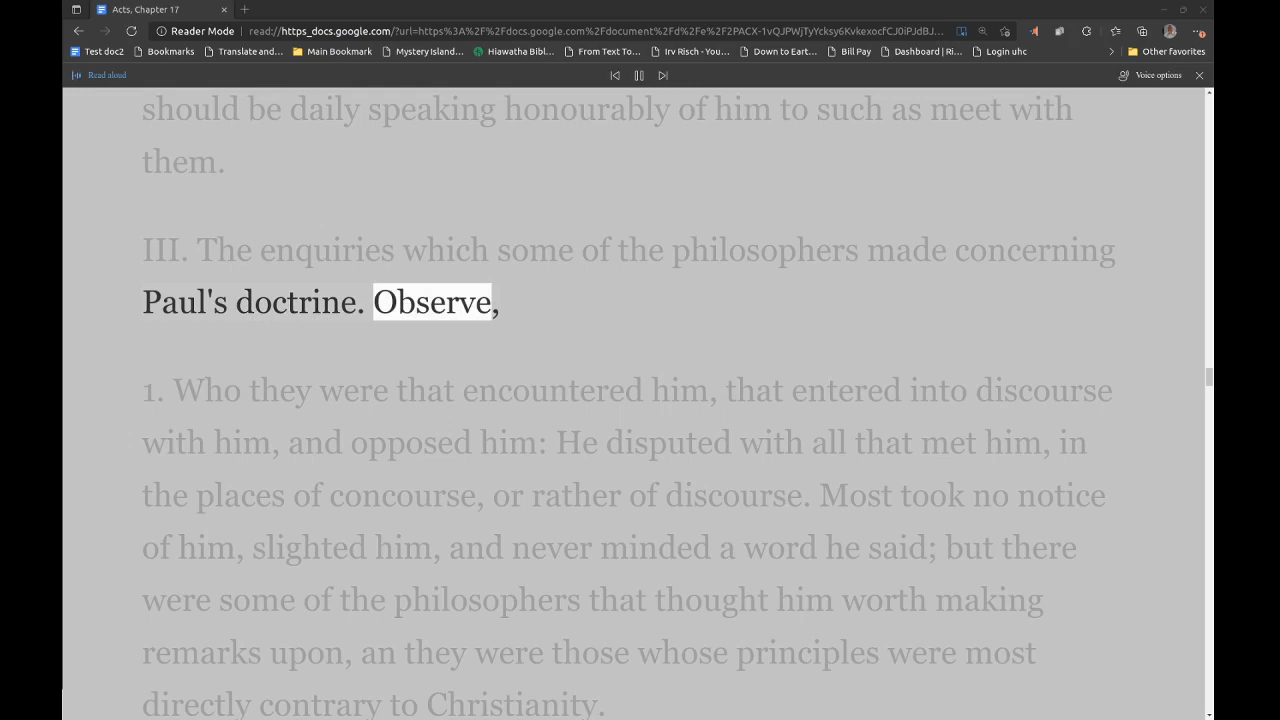 Acts, Chapter 17
Reader Mode read://https_docs.google.com/?url=https%3A%2F%2Fdocs.google.com%2Fdocument%2Fd%2Fe%2F2PACX-1vQJPWjTyYcksy6KvkexocfCJ0iPJdBJ...
Test doc2 Bookmarks Translate and... Main Bookmark Mystery Island... Hiawatha Bibl... From Text To... Irv Risch - You... Down to Eart... Bill Pay Dashboard | Ri... Login uhc Other favorites
Read aloud Voice options
should be daily speaking honourably of him to such as meet with
them.
III. The enquiries which some of the philosophers made concerning
Paul's doctrine. Observe,
1. Who they were that encountered him, that entered into discourse
with him, and opposed him: He disputed with all that met him, in
the places of concourse, or rather of discourse. Most took no notice
of him, slighted him, and never minded a word he said; but there
were some of the philosophers that thought him worth making
remarks upon, an they were those whose principles were most
directly contrary to Christianity.